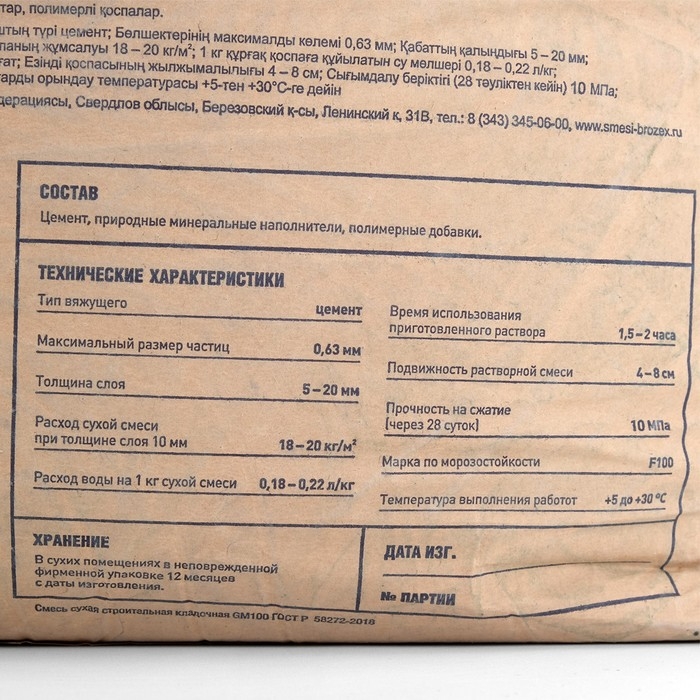 тар, полимерлі қоспалар.
штың түрі цемент; Бөлшектерінің максималды көлемі 0,63 мм; Қабаттың қалыңдығы 5 – 20 мм;
паның жұмсалуы 18 – 20 кг/м²; 1 кг құрғақ қоспаға құйылатын су мөлшері 0,18 – 0,22 л/кг;
ғат; Езінді қоспасының жылжымалылығы 4 – 8 см; Сығымдалу беріктігі (28 тәуліктен кейін) 10 МПа;
тарды орындау температурасы +5-тен +30°С-ге дейін
дерациясы, Свердлов облысы, Березовский қ-сы, Ленинский к, 31В, тел.: 8 (343) 345-06-00, www.smesi-brozex.ru
СОСТАВ
Цемент, природные минеральные наполнители, полимерные добавки.
ТЕХНИЧЕСКИЕ ХАРАКТЕРИСТИКИ
Тип вяжущего цемент
Максимальный размер частиц 0,63 мм
Толщина слоя 5–20 мм
Расход сухой смеси
при толщине слоя 10 мм 18–20 кг/м²
Расход воды на 1 кг сухой смеси 0,18–0,22 л/кг
Время использования
приготовленного раствора 1,5–2 часа
Подвижность растворной смеси 4–8 см
Прочность на сжатие
(через 28 суток) 10 МПа
Марка по морозостойкости F100
Температура выполнения работот +5 до +30 °С
ХРАНЕНИЕ
В сухих помещениях в неповрежденной
фирменной упаковке 12 месяцев
с даты изготовления.
ДАТА ИЗГ.
№ ПАРТИИ
Смесь сухая строительная кладочная GM100 ГОСТ Р 58272-2018